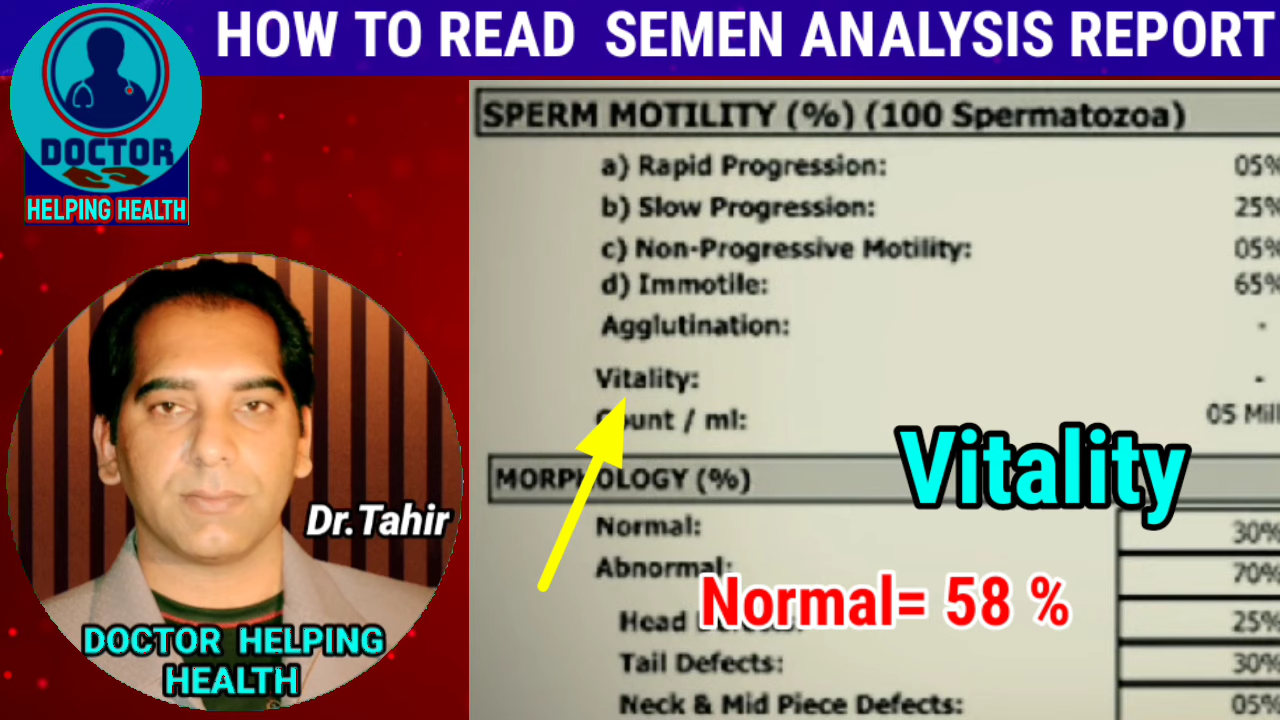 HOW TO READ SEMEN ANALYSIS REPORT
DOCTOR
HELPING HEALTH
SPERM MOTILITY (%) (100 Spermatozoa)
a) Rapid Progression: 05%
b) Slow Progression: 25%
c) Non-Progressive Motility: 05%
d) Immotile: 65%
Agglutination: -
Vitality: -
Count / ml: 05 Mill
Vitality
MORPHOLOGY (%)
Normal: 30%
Abnormal: 70%
Normal= 58 %
Head 25%
Tail Defects: 30%
Neck & Mid Piece Defects: 05%
Dr.Tahir
DOCTOR HELPING
HEALTH